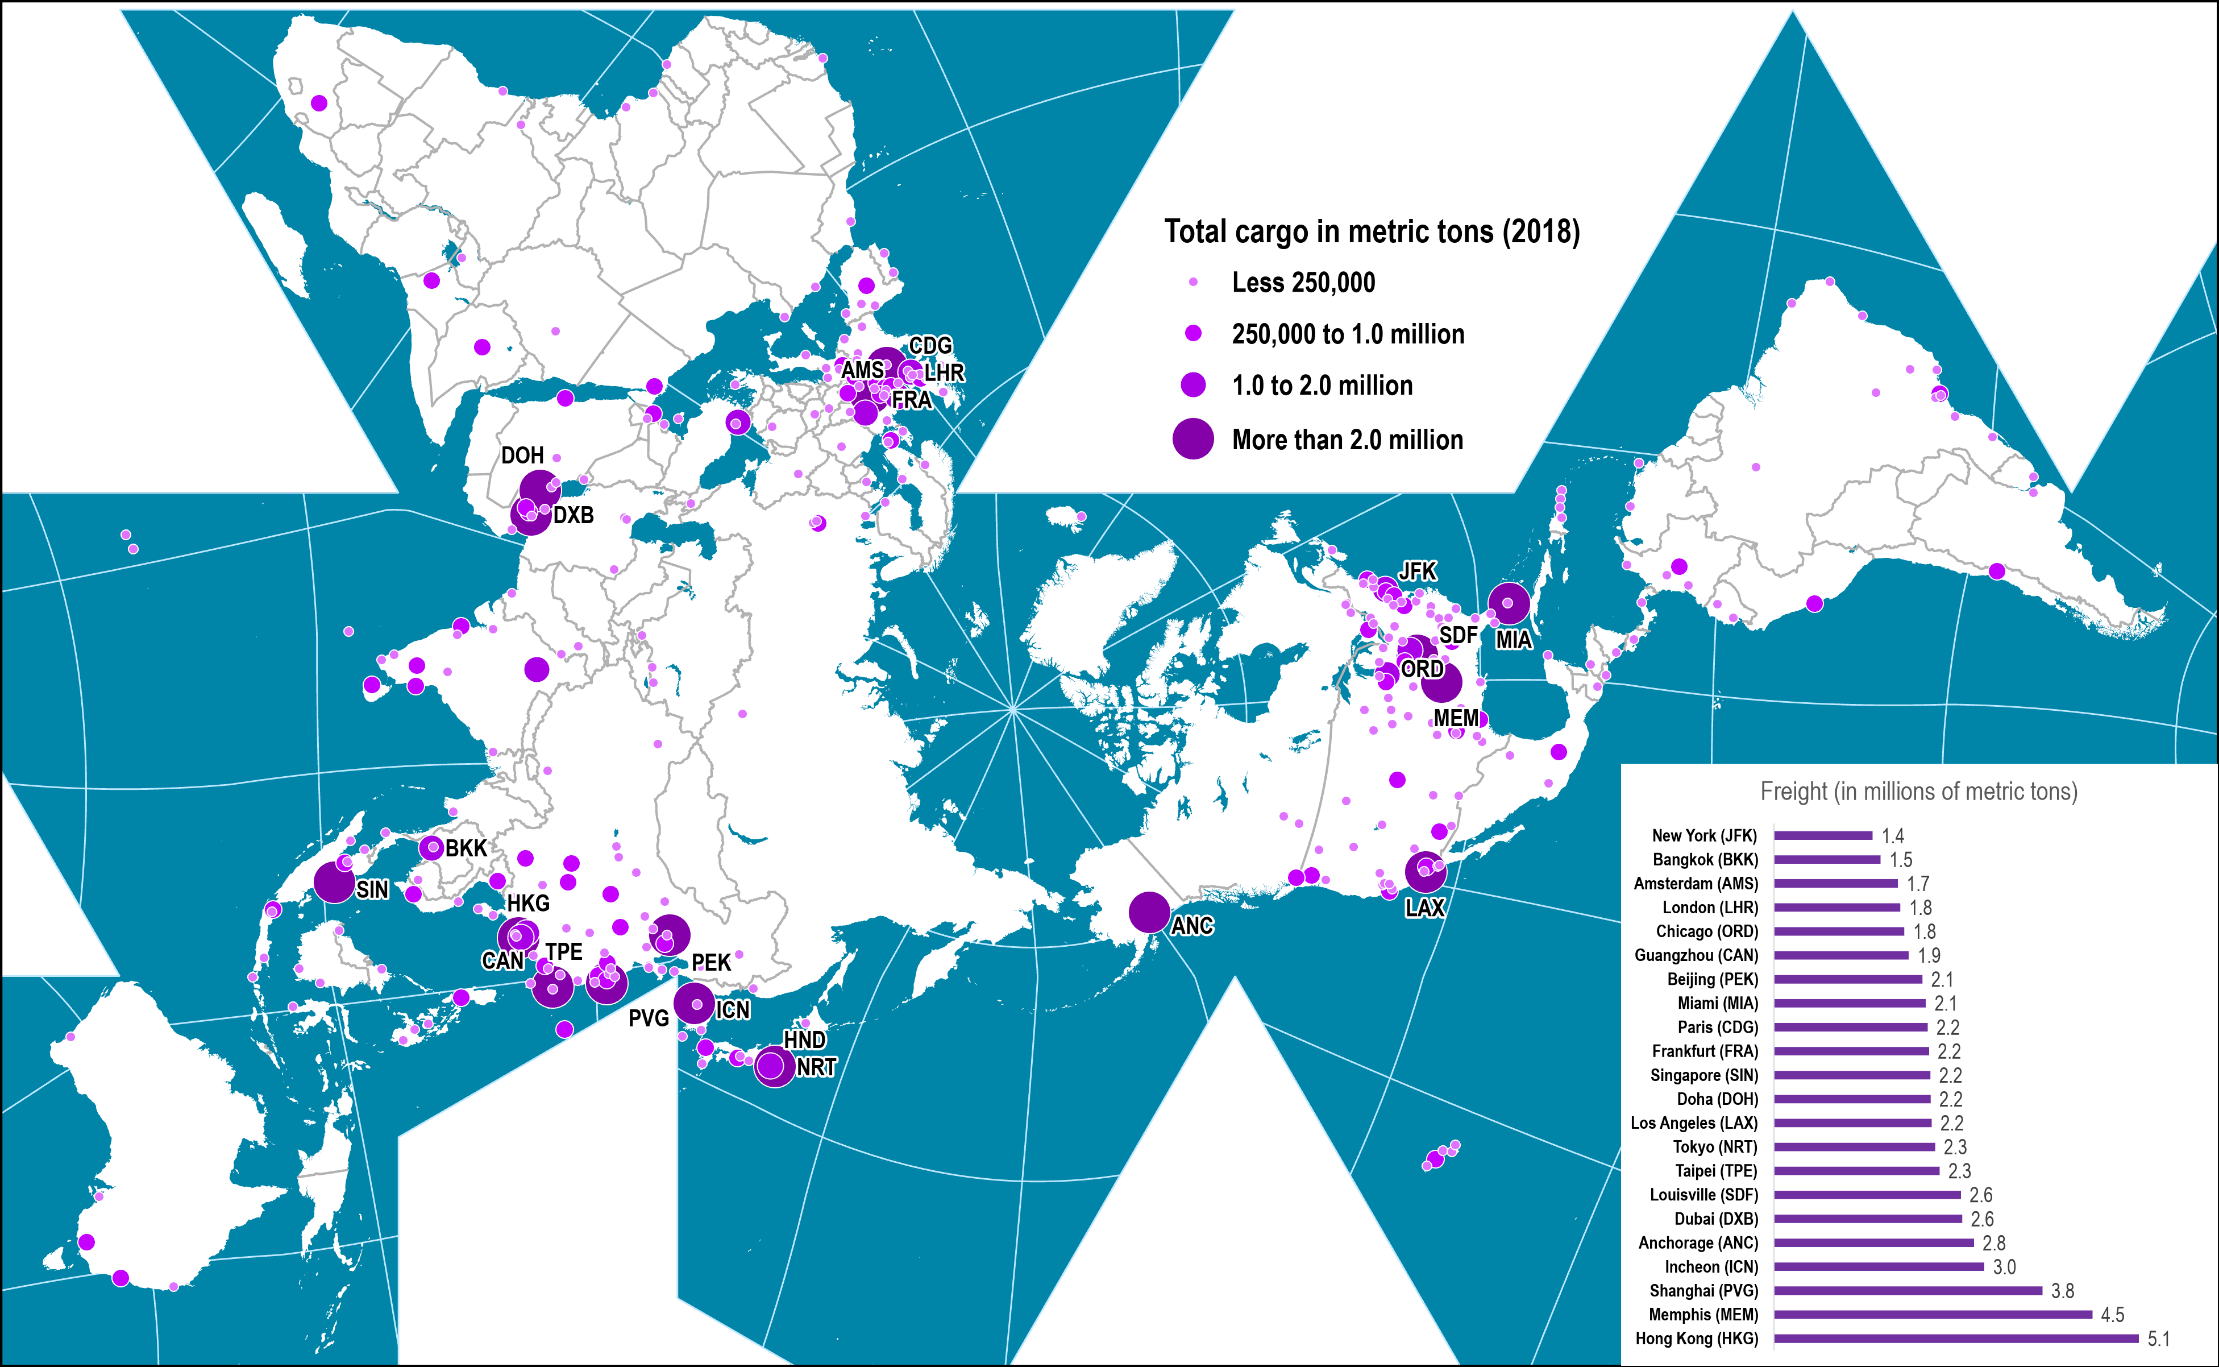 Total cargo in metric tons (2018)
Less 250,000
250,000 to 1.0 million
1.0 to 2.0 million
More than 2.0 million
CDG
AMS
LHR
FRA
DOH
DXB
JFK
SDF
MIA
ORD
MEM
BKK
SIN
HKG
CAN
TPE
LAX
ANC
PEK
PVG
ICN
HND
NRT
Freight (in millions of metric tons)
New York (JFK) 1.4
Bangkok (BKK) 1.5
Amsterdam (AMS) 1.7
London (LHR) 1.8
Chicago (ORD) 1.8
Guangzhou (CAN) 1.9
Beijing (PEK) 2.1
Miami (MIA) 2.1
Paris (CDG) 2.2
Frankfurt (FRA) 2.2
Singapore (SIN) 2.2
Doha (DOH) 2.2
Los Angeles (LAX) 2.2
Tokyo (NRT) 2.3
Taipei (TPE) 2.3
Louisville (SDF) 2.6
Dubai (DXB) 2.6
Anchorage (ANC) 2.8
Incheon (ICN) 3.0
Shanghai (PVG) 3.8
Memphis (MEM) 4.5
Hong Kong (HKG) 5.1